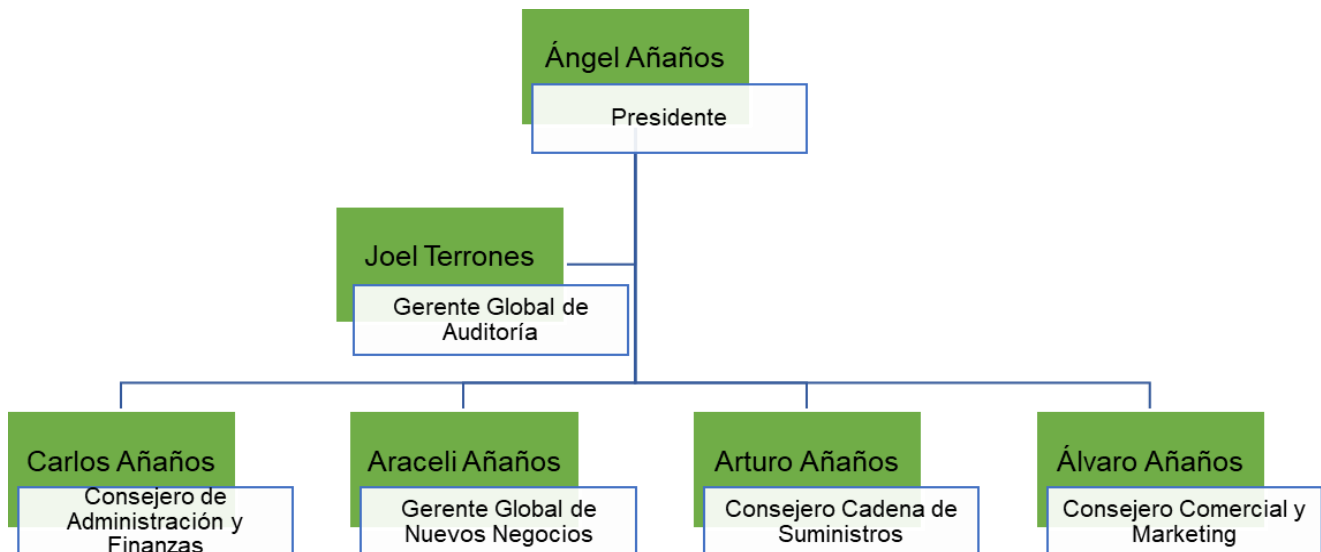 Ángel Añaños
Presidente
Joel Terrones
Gerente Global de
Auditoría
Carlos Añaños
Consejero de
Administración y
Finanzas
Araceli Añaños
Gerente Global de
Nuevos Negocios
Arturo Añaños
Consejero Cadena de
Suministros
Álvaro Añaños
Consejero Comercial y
Marketing